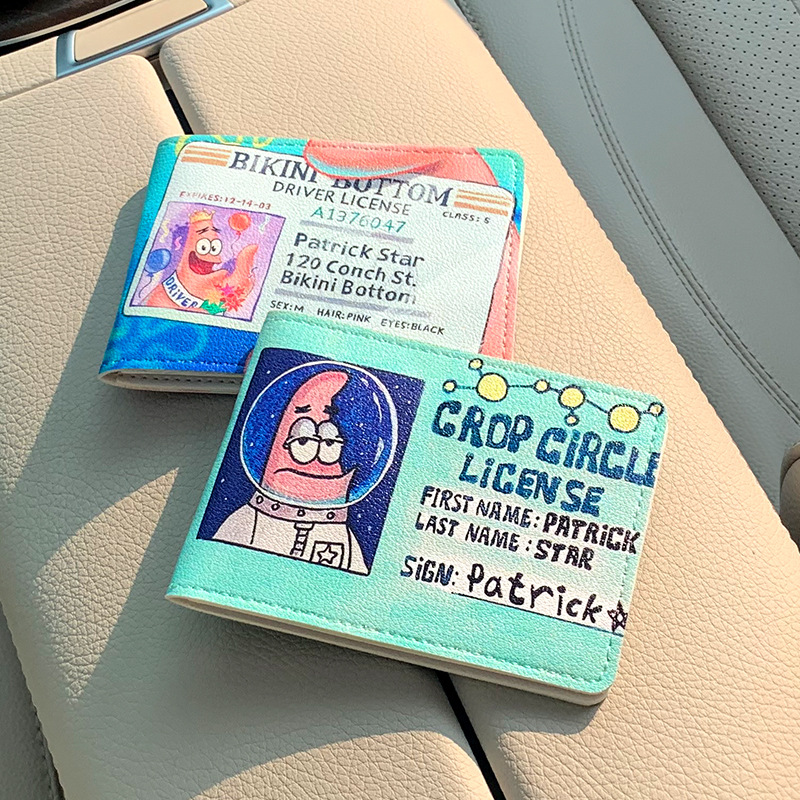 BIKINI BOTTOM
DRIVER LICENSE
EXPIRES:12-14-03
A1376047
CLASS: S
Patrick Star
120 Conch St.
Bikini Bottom
SEX:M HAIR:PINK EYES:BLACK
DRIVER
CROP CiRCLE
LiCENSE
FIRST NAME: PATRiCK
LAST NAME: STAR
SiGN: Patrick